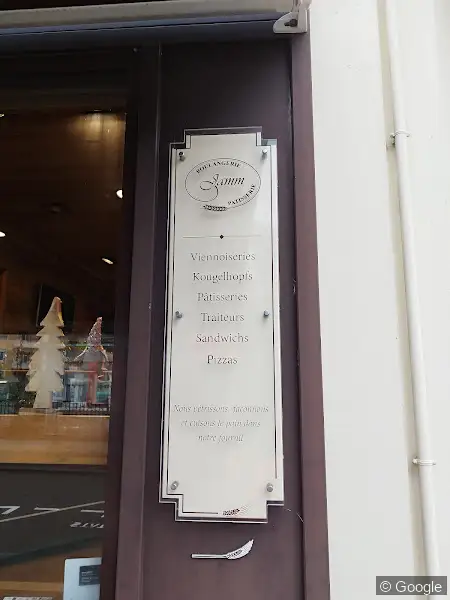 BOULANGERIE
Jamm
PATISSERIE
Viennoiseries
Kougelhopfs
Pâtisseries
Traiteurs
Sandwichs
Pizzas
Nous pétrissons, façonnons
et cuisons le pain dans
notre fournil
© Google